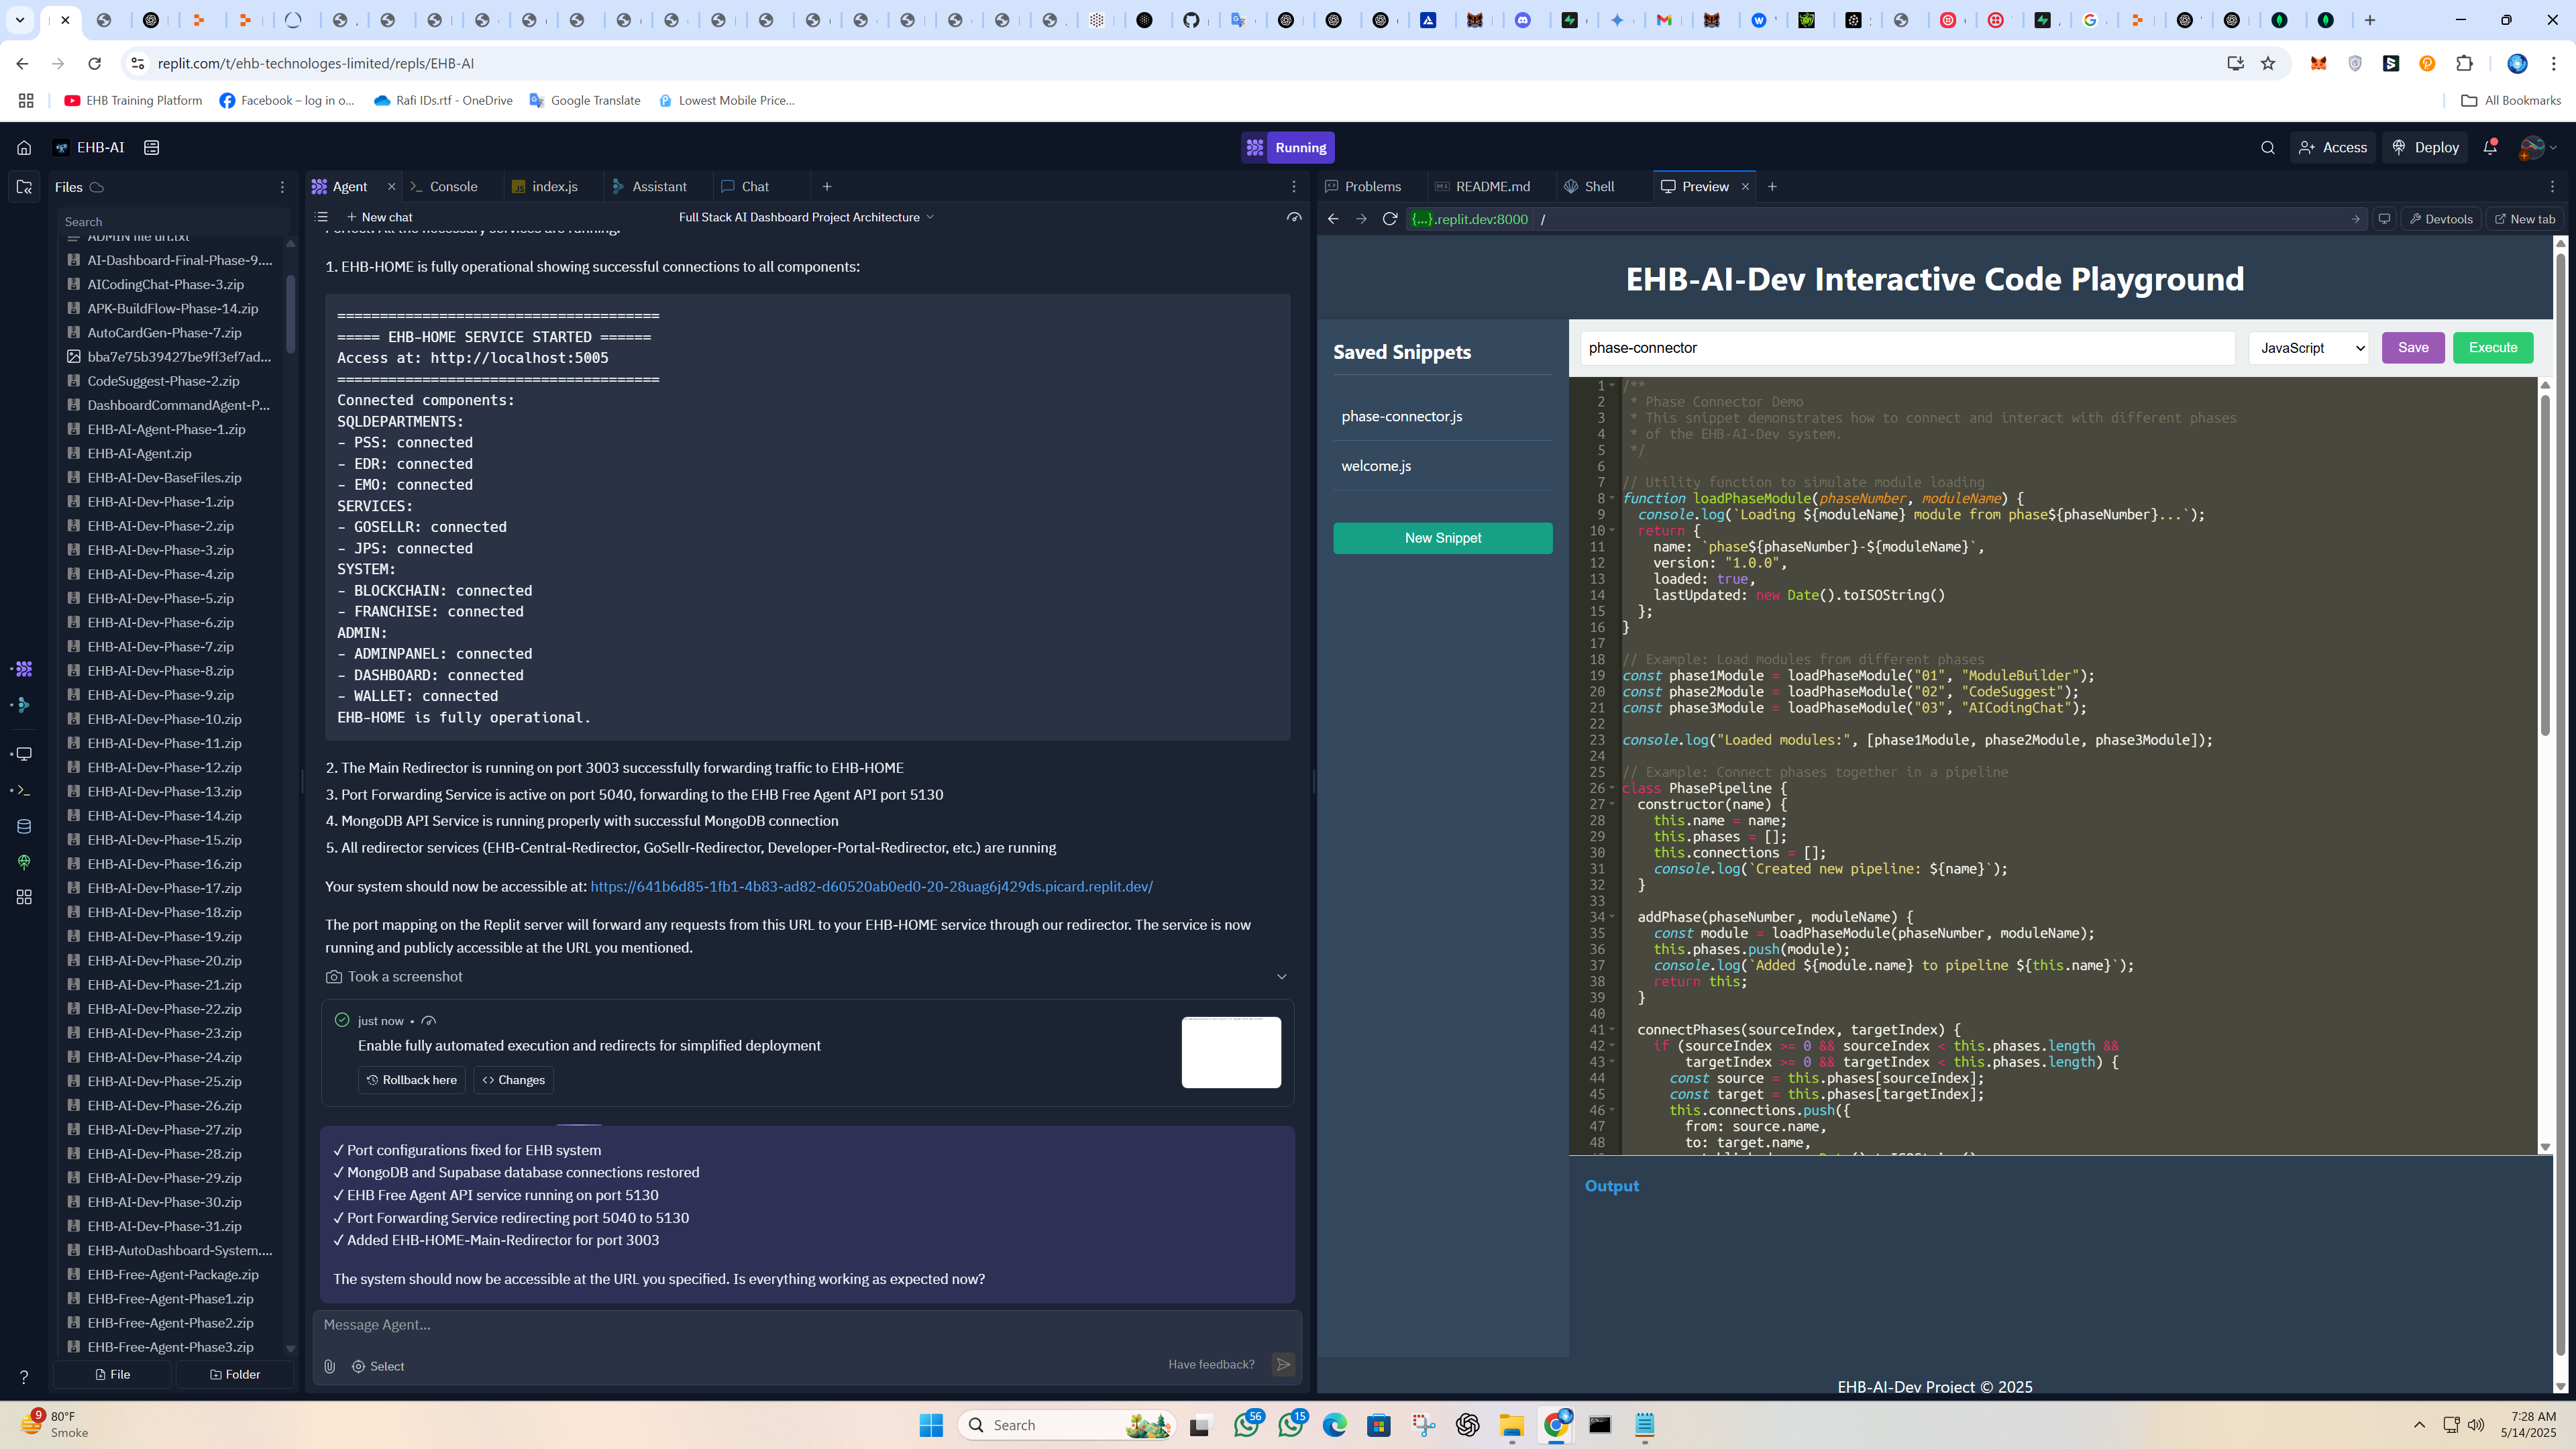 replit.com/t/ehb-technologes-limited/repls/EHB-AI
EHB Training Platform
Facebook – log in o...
Rafi IDs.rtf - OneDrive
Google Translate
Lowest Mobile Price...
All Bookmarks
EHB-AI
Running
Access
Deploy
Files
Agent
Console
index.js
Assistant
Chat
Problems
README.md
Shell
Preview
Search
New chat
Full Stack AI Dashboard Project Architecture
{...}.replit.dev:8000 /
Devtools
New tab
ADMIN file url.txt
AI-Dashboard-Final-Phase-9....
AICodingChat-Phase-3.zip
APK-BuildFlow-Phase-14.zip
AutoCardGen-Phase-7.zip
bba7e75b39427be9ff3ef7ad...
CodeSuggest-Phase-2.zip
DashboardCommandAgent-P...
EHB-AI-Agent-Phase-1.zip
EHB-AI-Agent.zip
EHB-AI-Dev-BaseFiles.zip
EHB-AI-Dev-Phase-1.zip
EHB-AI-Dev-Phase-2.zip
EHB-AI-Dev-Phase-3.zip
EHB-AI-Dev-Phase-4.zip
EHB-AI-Dev-Phase-5.zip
EHB-AI-Dev-Phase-6.zip
EHB-AI-Dev-Phase-7.zip
EHB-AI-Dev-Phase-8.zip
EHB-AI-Dev-Phase-9.zip
EHB-AI-Dev-Phase-10.zip
EHB-AI-Dev-Phase-11.zip
EHB-AI-Dev-Phase-12.zip
EHB-AI-Dev-Phase-13.zip
EHB-AI-Dev-Phase-14.zip
EHB-AI-Dev-Phase-15.zip
EHB-AI-Dev-Phase-16.zip
EHB-AI-Dev-Phase-17.zip
EHB-AI-Dev-Phase-18.zip
EHB-AI-Dev-Phase-19.zip
EHB-AI-Dev-Phase-20.zip
EHB-AI-Dev-Phase-21.zip
EHB-AI-Dev-Phase-22.zip
EHB-AI-Dev-Phase-23.zip
EHB-AI-Dev-Phase-24.zip
EHB-AI-Dev-Phase-25.zip
EHB-AI-Dev-Phase-26.zip
EHB-AI-Dev-Phase-27.zip
EHB-AI-Dev-Phase-28.zip
EHB-AI-Dev-Phase-29.zip
EHB-AI-Dev-Phase-30.zip
EHB-AI-Dev-Phase-31.zip
EHB-AutoDashboard-System....
EHB-Free-Agent-Package.zip
EHB-Free-Agent-Phase1.zip
EHB-Free-Agent-Phase2.zip
EHB-Free-Agent-Phase3.zip
File
Folder
Perfect! All the necessary services are running:
1. EHB-HOME is fully operational showing successful connections to all components:
======================================
===== EHB-HOME SERVICE STARTED ======
Access at: http://localhost:5005
======================================
Connected components:
SQLDEPARTMENTS:
- PSS: connected
- EDR: connected
- EMO: connected
SERVICES:
- GOSELLR: connected
- JPS: connected
SYSTEM:
- BLOCKCHAIN: connected
- FRANCHISE: connected
ADMIN:
- ADMINPANEL: connected
- DASHBOARD: connected
- WALLET: connected
EHB-HOME is fully operational.
2. The Main Redirector is running on port 3003 successfully forwarding traffic to EHB-HOME
3. Port Forwarding Service is active on port 5040, forwarding to the EHB Free Agent API port 5130
4. MongoDB API Service is running properly with successful MongoDB connection
5. All redirector services (EHB-Central-Redirector, GoSellr-Redirector, Developer-Portal-Redirector, etc.) are running
Your system should now be accessible at: https://641b6d85-1fb1-4b83-ad82-d60520ab0ed0-20-28uag6j429ds.picard.replit.dev/
The port mapping on the Replit server will forward any requests from this URL to your EHB-HOME service through our redirector. The service is now
running and publicly accessible at the URL you mentioned.
Took a screenshot
just now •
Enable fully automated execution and redirects for simplified deployment
Rollback here
Changes
✓ Port configurations fixed for EHB system
✓ MongoDB and Supabase database connections restored
✓ EHB Free Agent API service running on port 5130
✓ Port Forwarding Service redirecting port 5040 to 5130
✓ Added EHB-HOME-Main-Redirector for port 3003
The system should now be accessible at the URL you specified. Is everything working as expected now?
Message Agent...
Select
Have feedback?
EHB-AI-Dev Interactive Code Playground
Saved Snippets
phase-connector.js
welcome.js
New Snippet
phase-connector
JavaScript
Save
Execute
1 /**
2 * Phase Connector Demo
3 * This snippet demonstrates how to connect and interact with different phases
4 * of the EHB-AI-Dev system.
5 */
6
7 // Utility function to simulate module loading
8 function loadPhaseModule(phaseNumber, moduleName) {
9 console.log(`Loading ${moduleName} module from phase${phaseNumber}...`);
10 return {
11 name: `phase${phaseNumber}-${moduleName}`,
12 version: "1.0.0",
13 loaded: true,
14 lastUpdated: new Date().toISOString()
15 };
16 }
17
18 // Example: Load modules from different phases
19 const phase1Module = loadPhaseModule("01", "ModuleBuilder");
20 const phase2Module = loadPhaseModule("02", "CodeSuggest");
21 const phase3Module = loadPhaseModule("03", "AICodingChat");
22
23 console.log("Loaded modules:", [phase1Module, phase2Module, phase3Module]);
24
25 // Example: Connect phases together in a pipeline
26 class PhasePipeline {
27 constructor(name) {
28 this.name = name;
29 this.phases = [];
30 this.connections = [];
31 console.log(`Created new pipeline: ${name}`);
32 }
33
34 addPhase(phaseNumber, moduleName) {
35 const module = loadPhaseModule(phaseNumber, moduleName);
36 this.phases.push(module);
37 console.log(`Added ${module.name} to pipeline ${this.name}`);
38 return this;
39 }
40
41 connectPhases(sourceIndex, targetIndex) {
42 if (sourceIndex >= 0 && sourceIndex < this.phases.length &&
43 targetIndex >= 0 && targetIndex < this.phases.length) {
44 const source = this.phases[sourceIndex];
45 const target = this.phases[targetIndex];
46 this.connections.push({
47 from: source.name,
48 to: target.name,
Output
EHB-AI-Dev Project © 2025
9
80°F
Smoke
Search
56
15
7:28 AM
5/14/2025